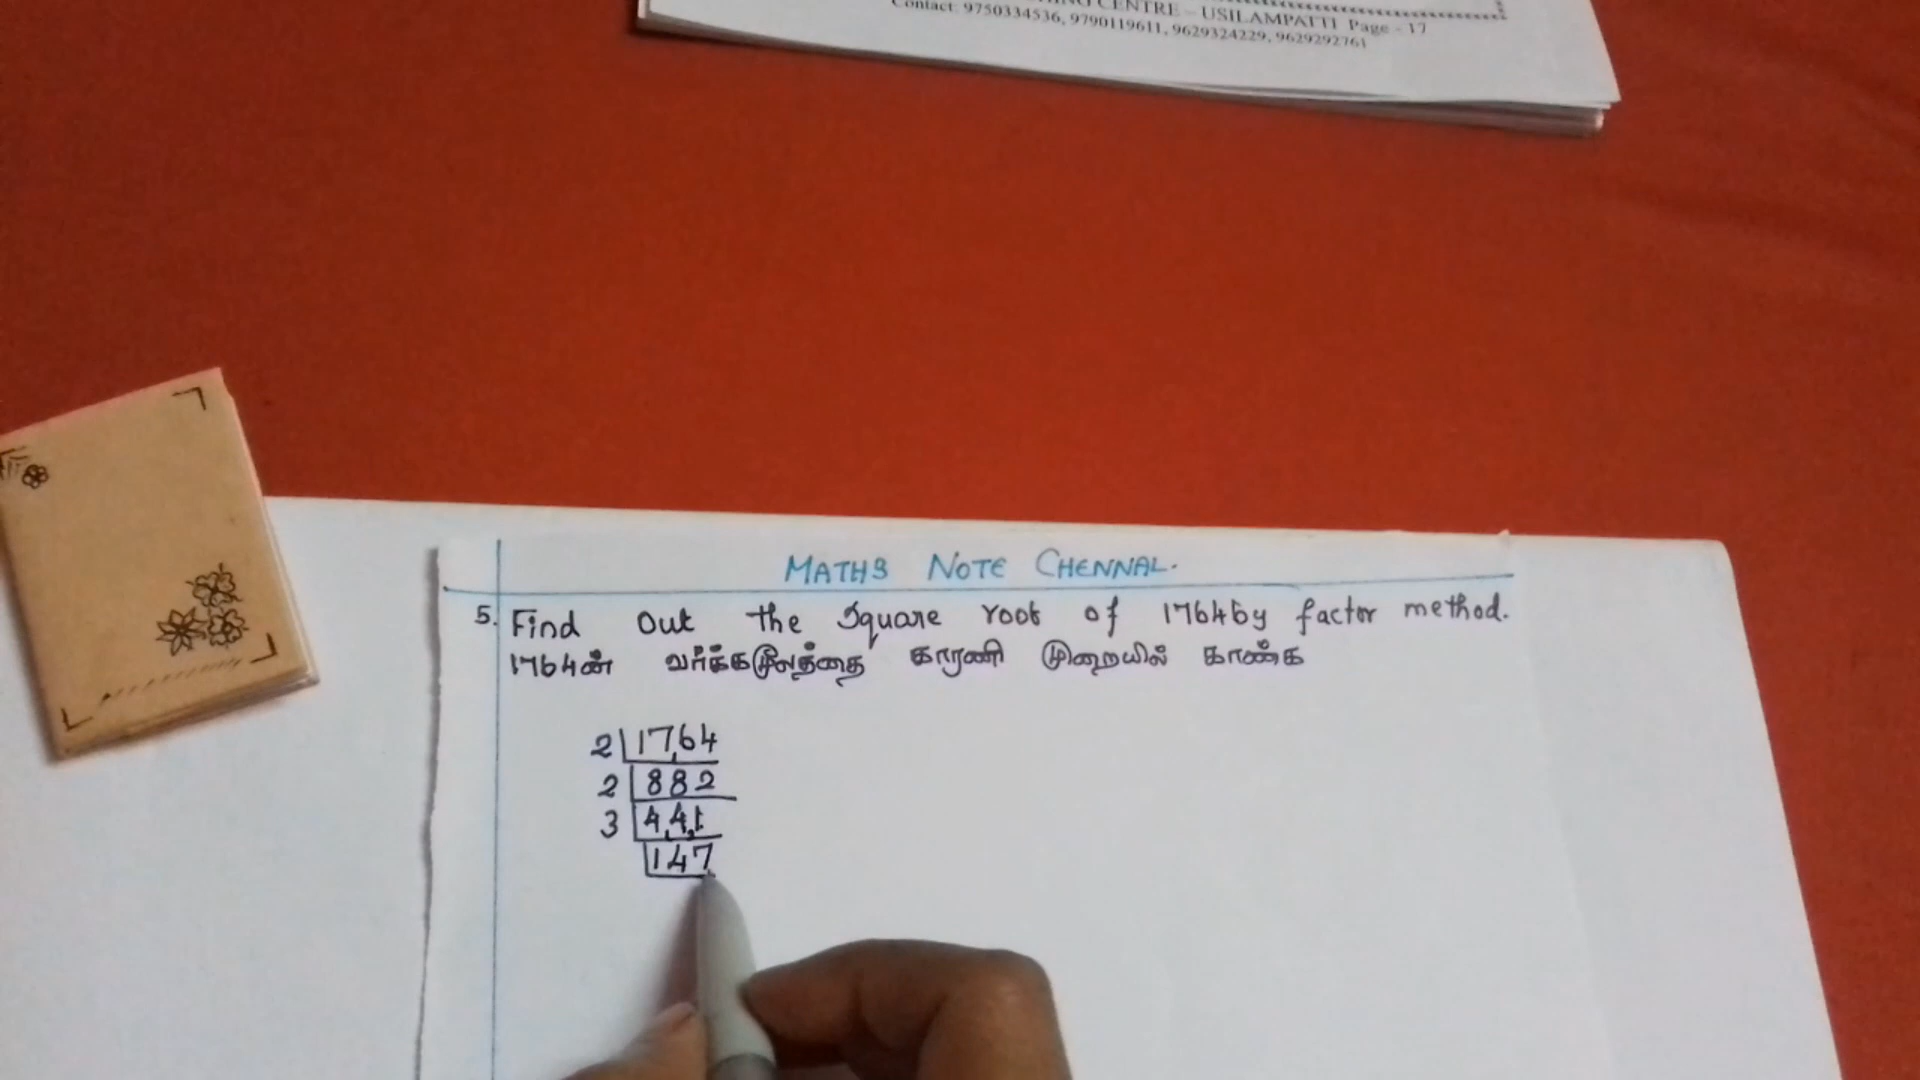 CENTRE – USILAMPATTI Page - 17
Contact: 9750334536, 9790119611, 9629324229, 9629292761
MATHS NOTE CHENNAL.
5. Find out the Square root of 1764 by factor method.
1764ன் வர்க்கமூலத்தை காரணி முறையில் காண்க
2 1764
2 882
3 441
147